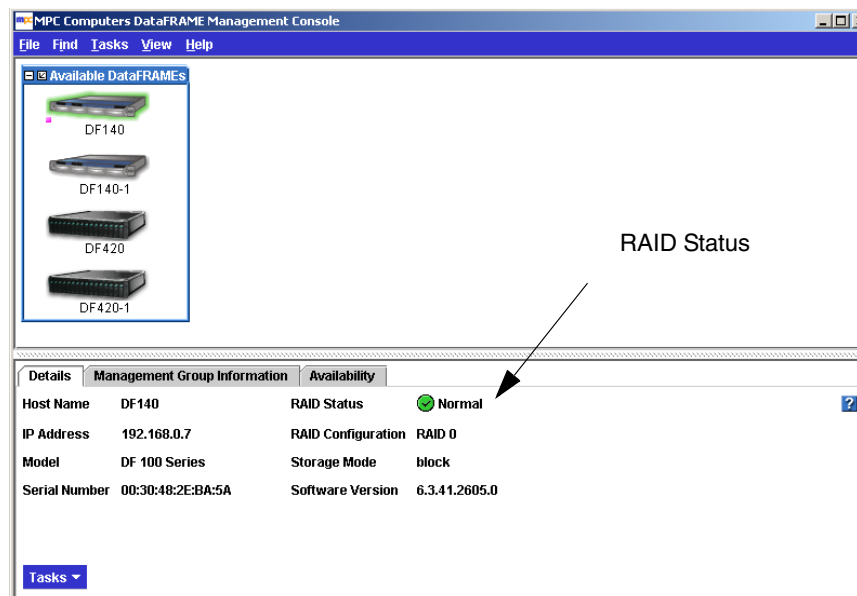 mpc MPC Computers DataFRAME Management Console
File Find Tasks View Help
Available DataFRAMEs
DF140
DF140-1
DF420
DF420-1
RAID Status
Details Management Group Information Availability
Host Name DF140 RAID Status Normal
IP Address 192.168.0.7 RAID Configuration RAID 0
Model DF 100 Series Storage Mode block
Serial Number 00:30:48:2E:BA:5A Software Version 6.3.41.2605.0
?
Tasks